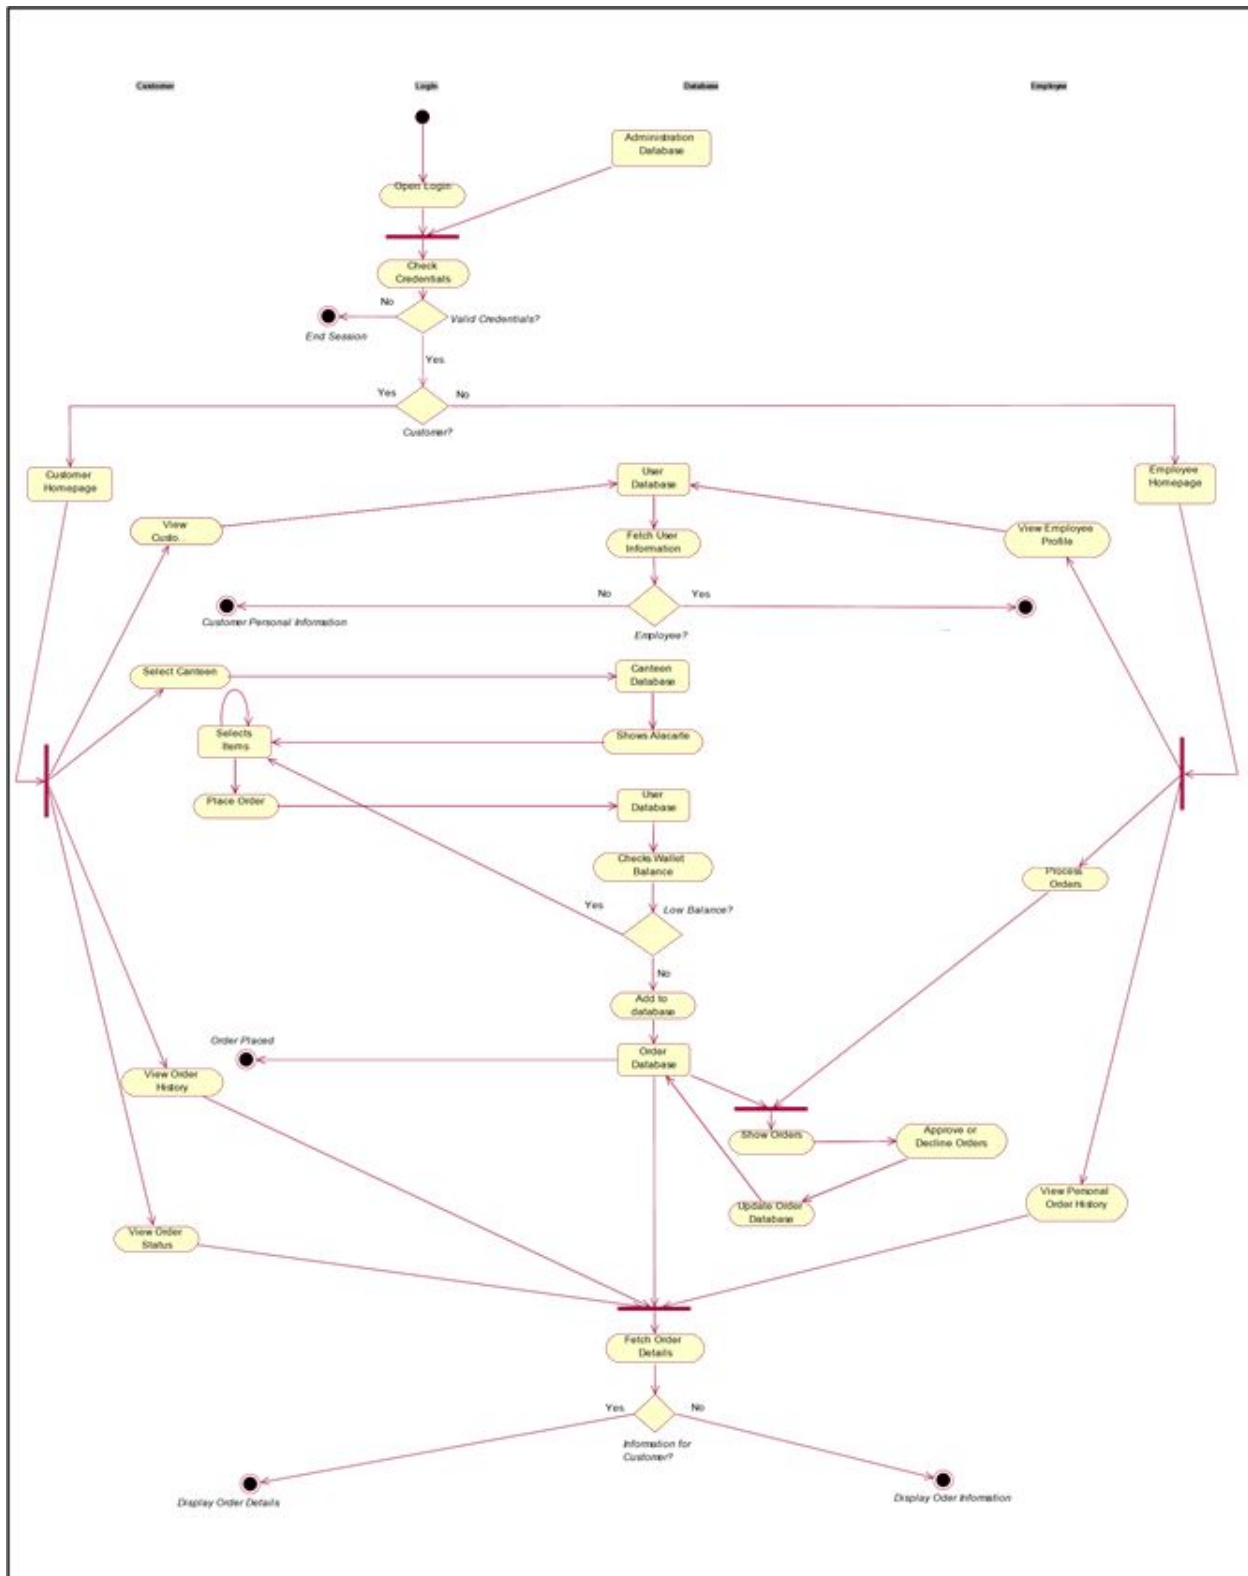 Customer
Login
Database
Employee
Administration
Database
Open Login
Check
Credentials
No
Valid Credentials?
End Session
Yes
Yes
No
Customer?
Customer
Homepage
User
Database
Employee
Homepage
View
Custo...
Fetch User
Information
View Employee
Profile
No
Yes
Customer Personal Information
Employee?
Select Canteen
Canteen
Database
Selects
Items
Shows Alacarte
Place Order
User
Database
Checks Wallet
Balance
Process
Orders
Yes
Low Balance?
No
Add to
database
Order Placed
Order
Database
View Order
History
Show Orders
Approve or
Decline Orders
View Personal
Order History
Update Order
Database
View Order
Status
Fetch Order
Details
Yes
No
Information for
Customer?
Display Order Details
Display Oder Information